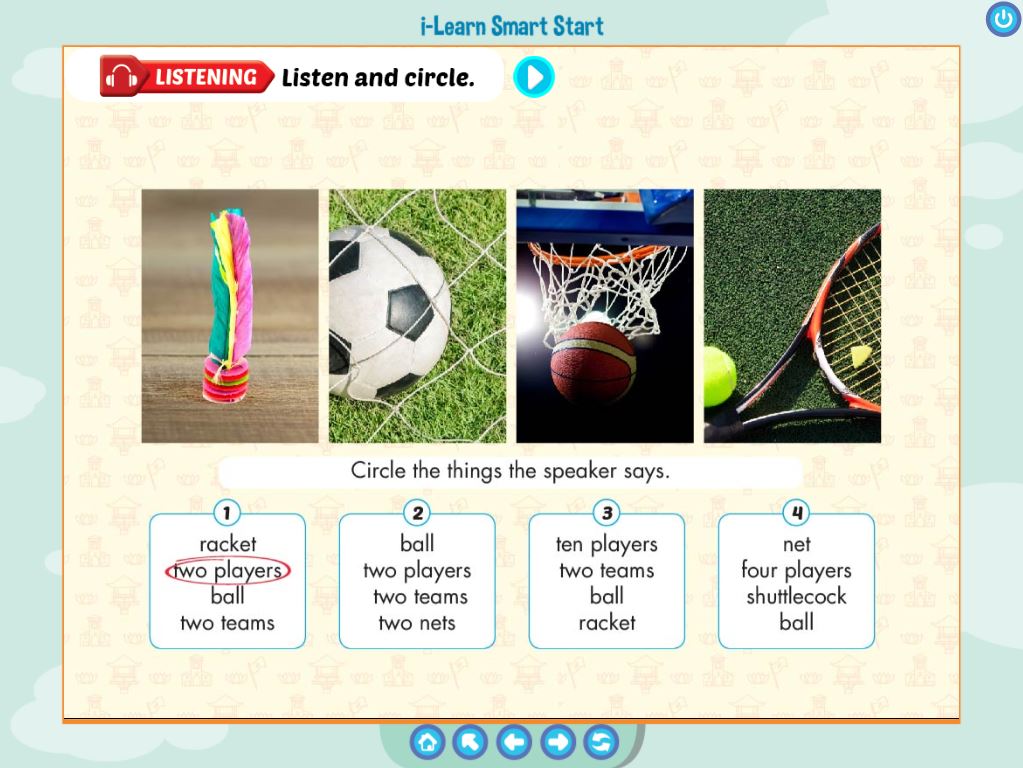 i-Learn Smart Start
LISTENING Listen and circle.
Circle the things the speaker says.
1
racket
two players
ball
two teams
2
ball
two players
two teams
two nets
3
ten players
two teams
ball
racket
4
net
four players
shuttlecock
ball